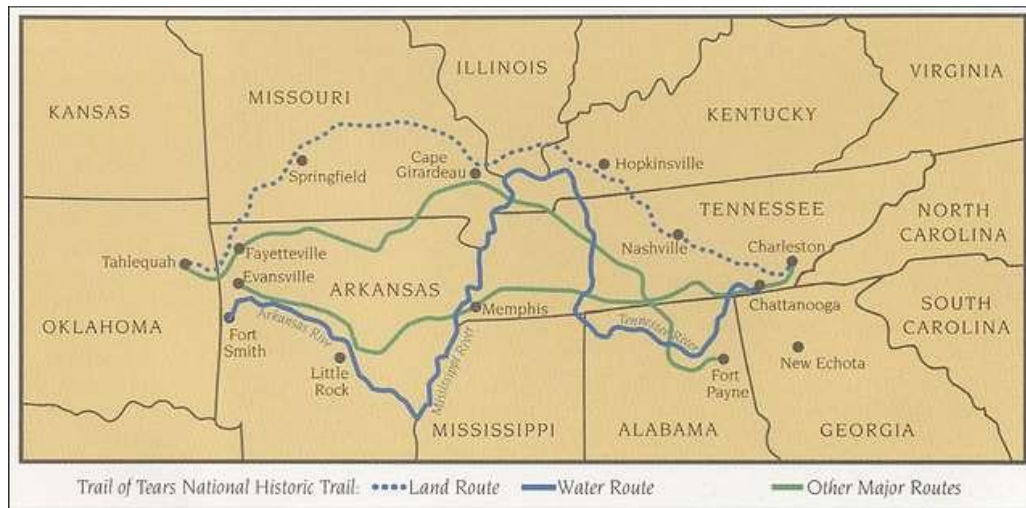 ILLINOIS
VIRGINIA
MISSOURI
KANSAS
KENTUCKY
Cape
Girardeau
Hopkinsville
Springfield
TENNESSEE
NORTH
CAROLINA
Nashville
Charleston
Tahlequah
Fayetteville
Evansville
ARKANSAS
Chattanooga
Memphis
SOUTH
CAROLINA
OKLAHOMA
Arkansas River
Tennessee River
Fort
Smith
Little
Rock
Mississippi River
New Echota
Fort
Payne
MISSISSIPPI
ALABAMA
GEORGIA
Trail of Tears National Historic Trail: Land Route Water Route Other Major Routes